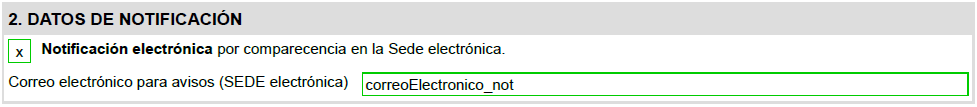 2. DATOS DE NOTIFICACIÓN
x Notificación electrónica por comparecencia en la Sede electrónica.
Correo electrónico para avisos (SEDE electrónica) correoElectronico_not